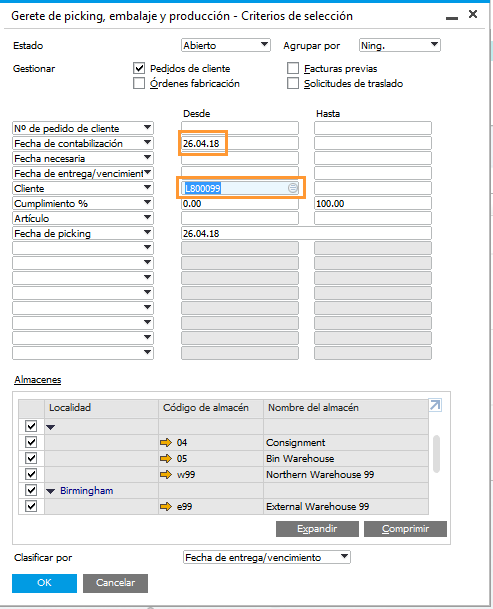 Gerete de picking, embalaje y producción - Criterios de selección
Estado Abierto Agrupar por Ning.
Gestionar Pedidos de cliente Facturas previas
Órdenes fabricación Solicitudes de traslado
Desde Hasta
Nº de pedido de cliente
Fecha de contabilización 26.04.18
Fecha necesaria
Fecha de entrega/vencimient
Cliente L800099
Cumplimiento % 0.00 100.00
Artículo
Fecha de picking 26.04.18
Almacenes
Localidad Código de almacén Nombre del almacén
04 Consignment
05 Bin Warehouse
w99 Northern Warehouse 99
Birmingham
e99 External Warehouse 99
Expandir Comprimir
Clasificar por Fecha de entrega/vencimiento
OK Cancelar